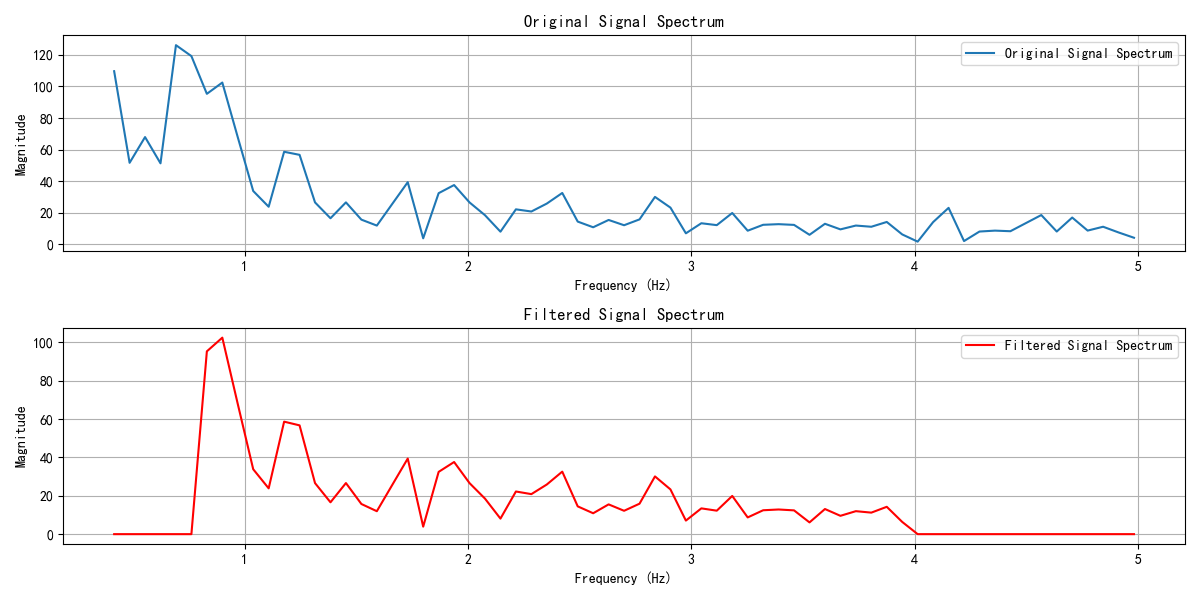 Original Signal Spectrum
120
100
80
60
40
20
0
Magnitude
Original Signal Spectrum
1
2
3
4
5
Frequency (Hz)
Filtered Signal Spectrum
100
80
60
40
20
0
Magnitude
Filtered Signal Spectrum
1
2
3
4
5
Frequency (Hz)